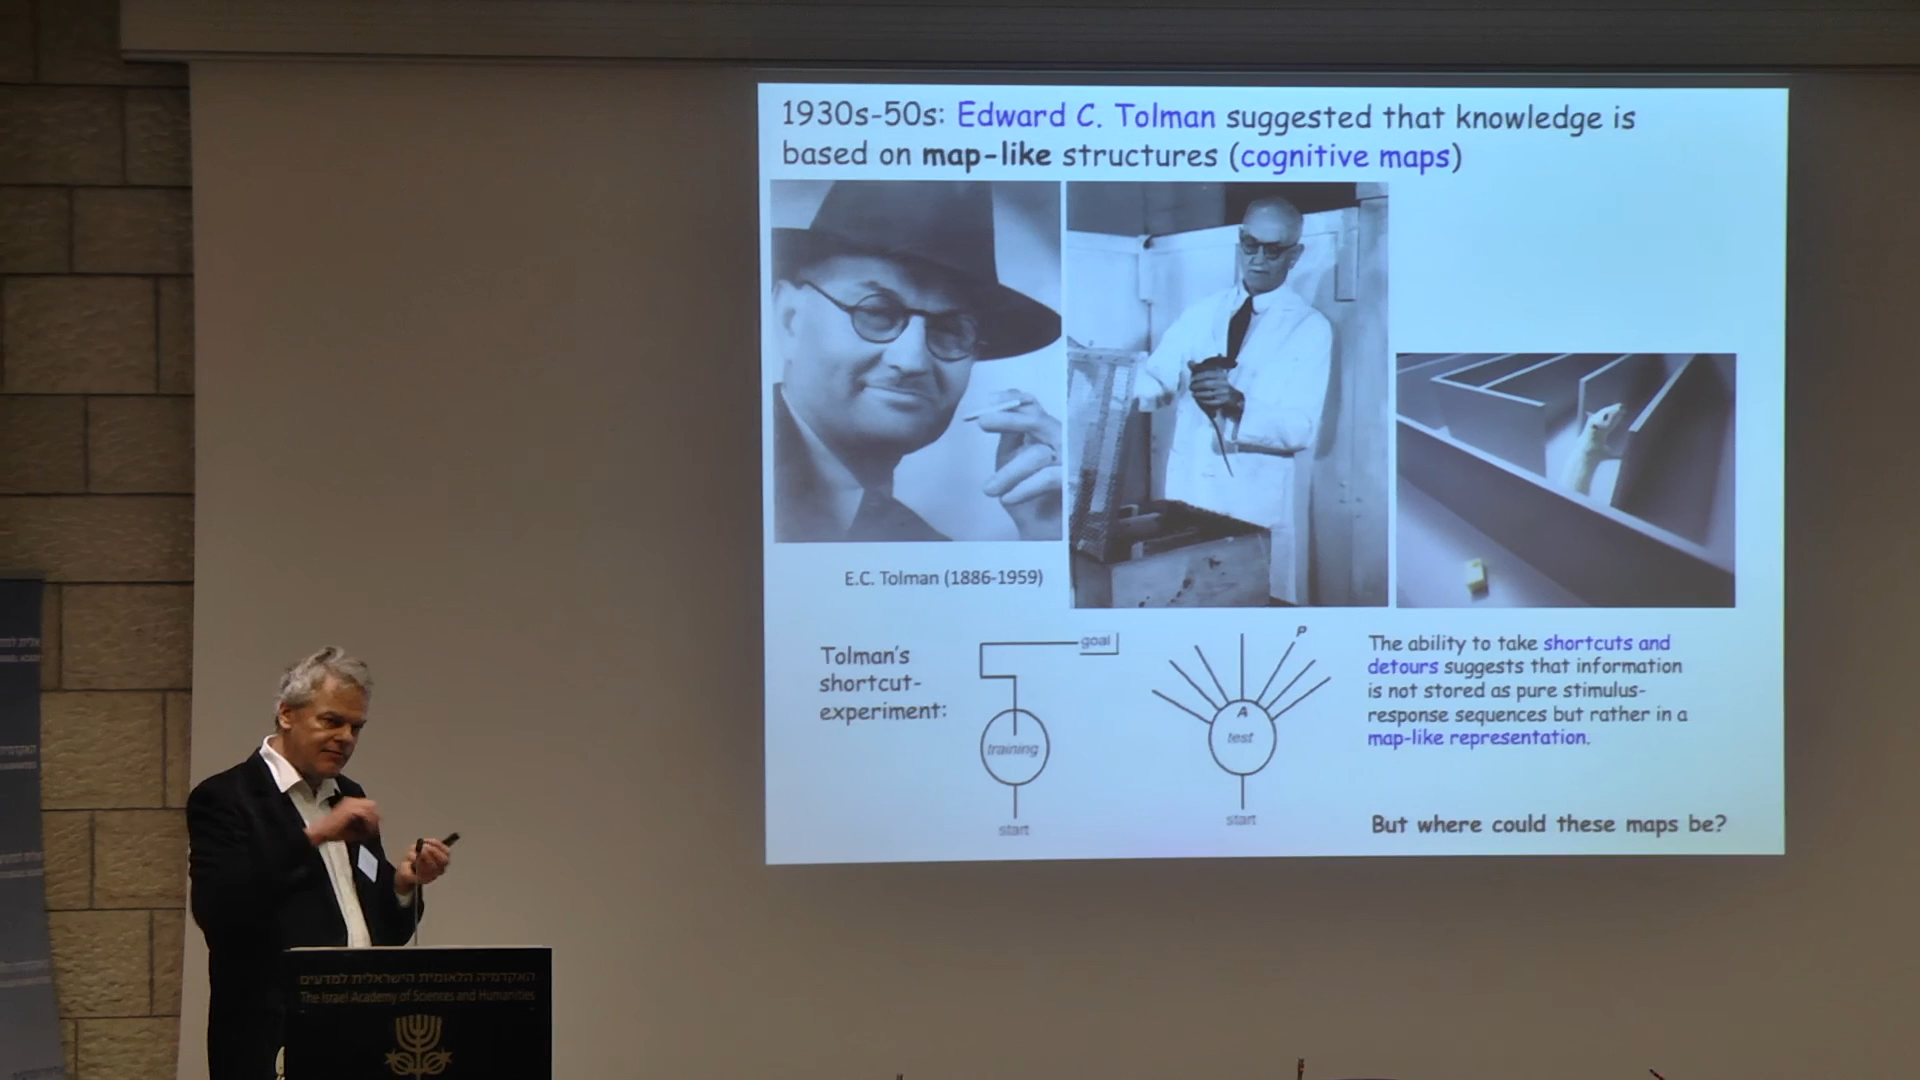 1930s-50s: Edward C. Tolman suggested that knowledge is
based on map-like structures (cognitive maps)
E.C. Tolman (1886-1959)
Tolman's
shortcut-
experiment:
goal
training
start
P
A
test
start
The ability to take shortcuts and
detours suggests that information
is not stored as pure stimulus-
response sequences but rather in a
map-like representation.
But where could these maps be?
האקדמיה הלאומית הישראלית למדעים
The Israel Academy of Sciences and Humanities